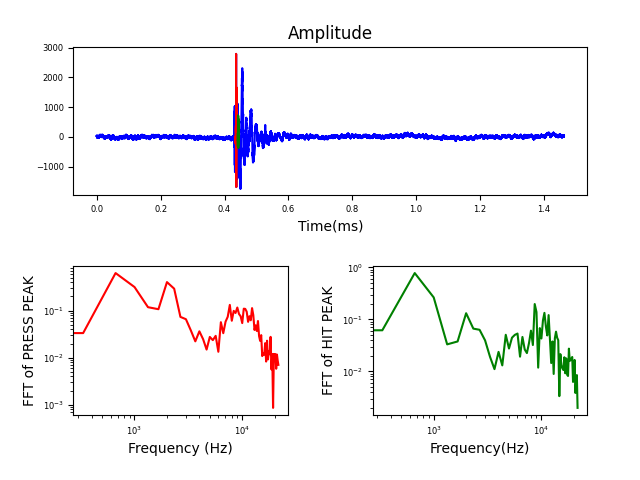 Amplitude
3000
2000
1000
0
−1000
0.0 0.2 0.4 0.6 0.8 1.0 1.2 1.4
Time(ms)
FFT of PRESS PEAK
10⁻¹
10⁻²
10⁻³
10³ 10⁴
Frequency (Hz)
FFT of HIT PEAK
10⁰
10⁻¹
10⁻²
10³ 10⁴
Frequency(Hz)